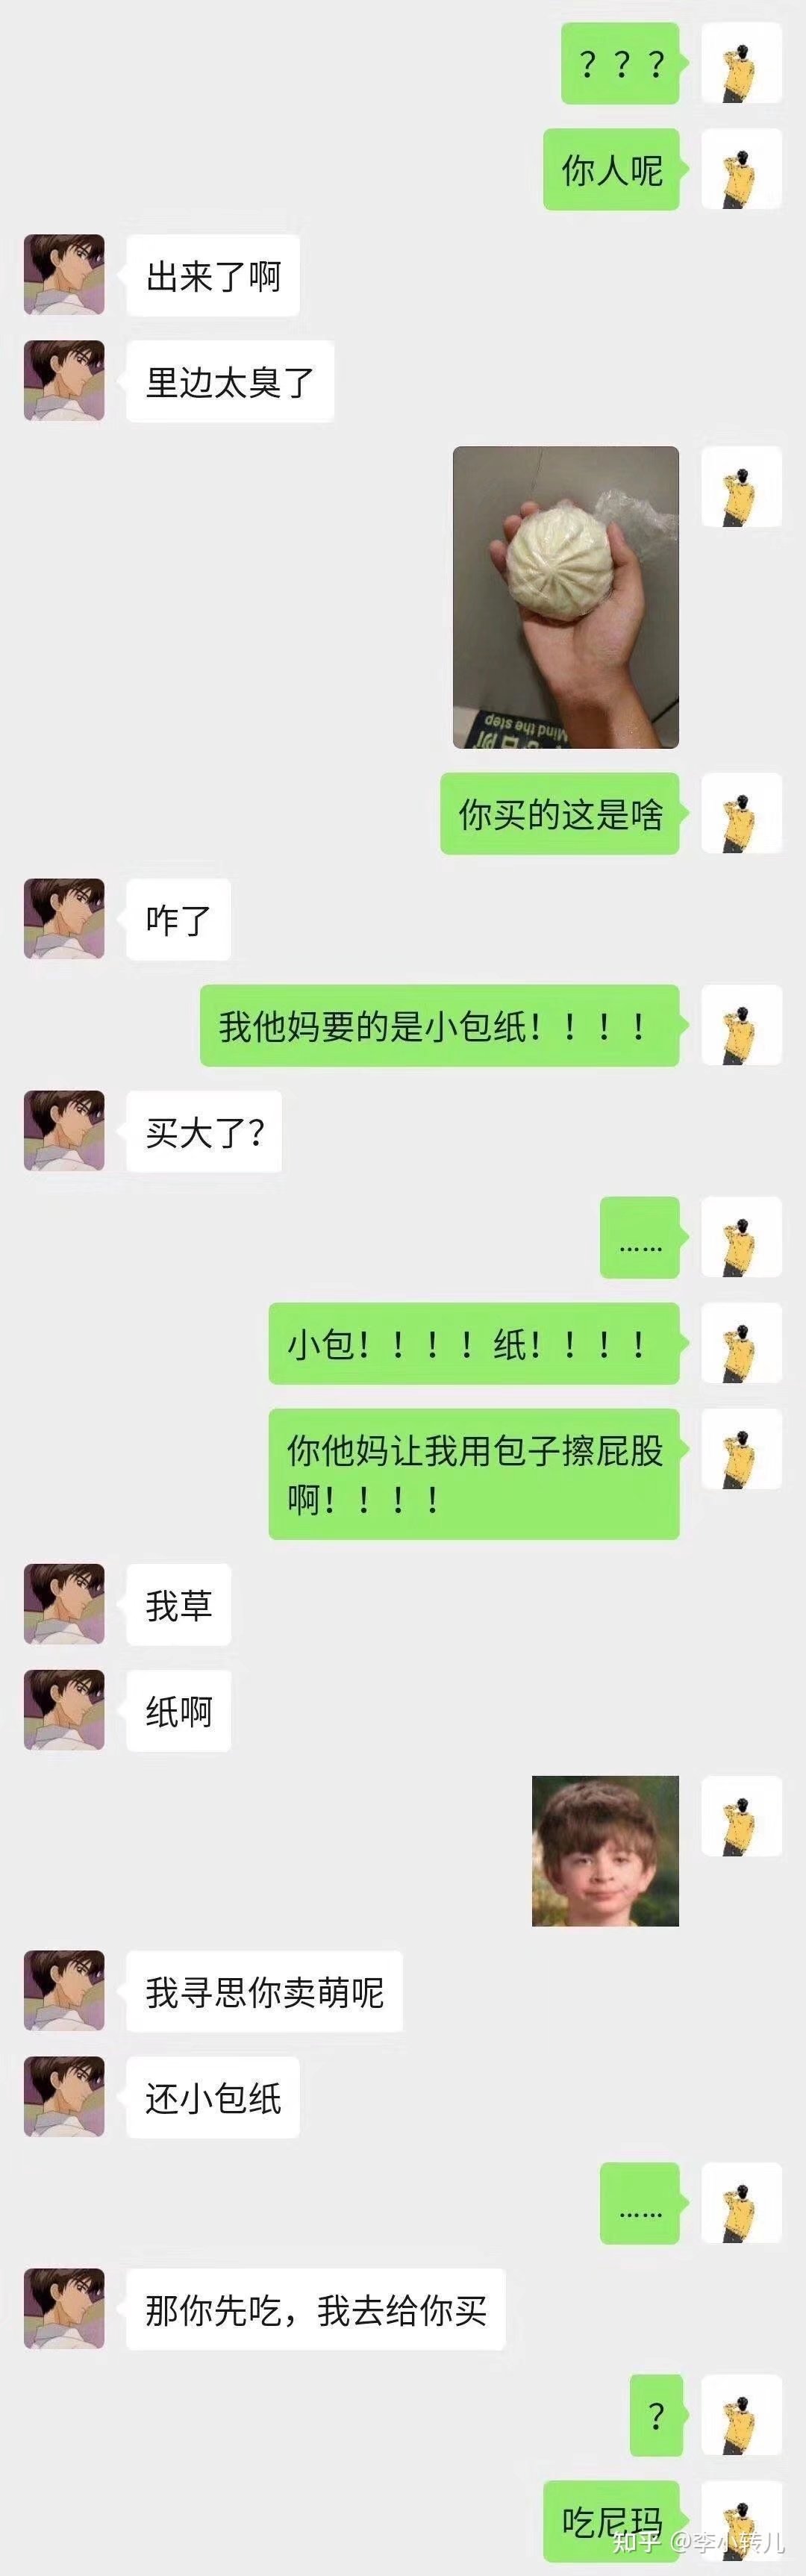 ？？？
你人呢
出来了啊
里边太臭了
Mind the step
你买的这是啥
咋了
我他妈要的是小包纸！！！！
买大了？
……
小包！！！！纸！！！！
你他妈让我用包子擦屁股
啊！！！！
我草
纸啊
我寻思你卖萌呢
还小包纸
……
那你先吃，我去给你买
？
吃尼玛
知乎 @李小转儿